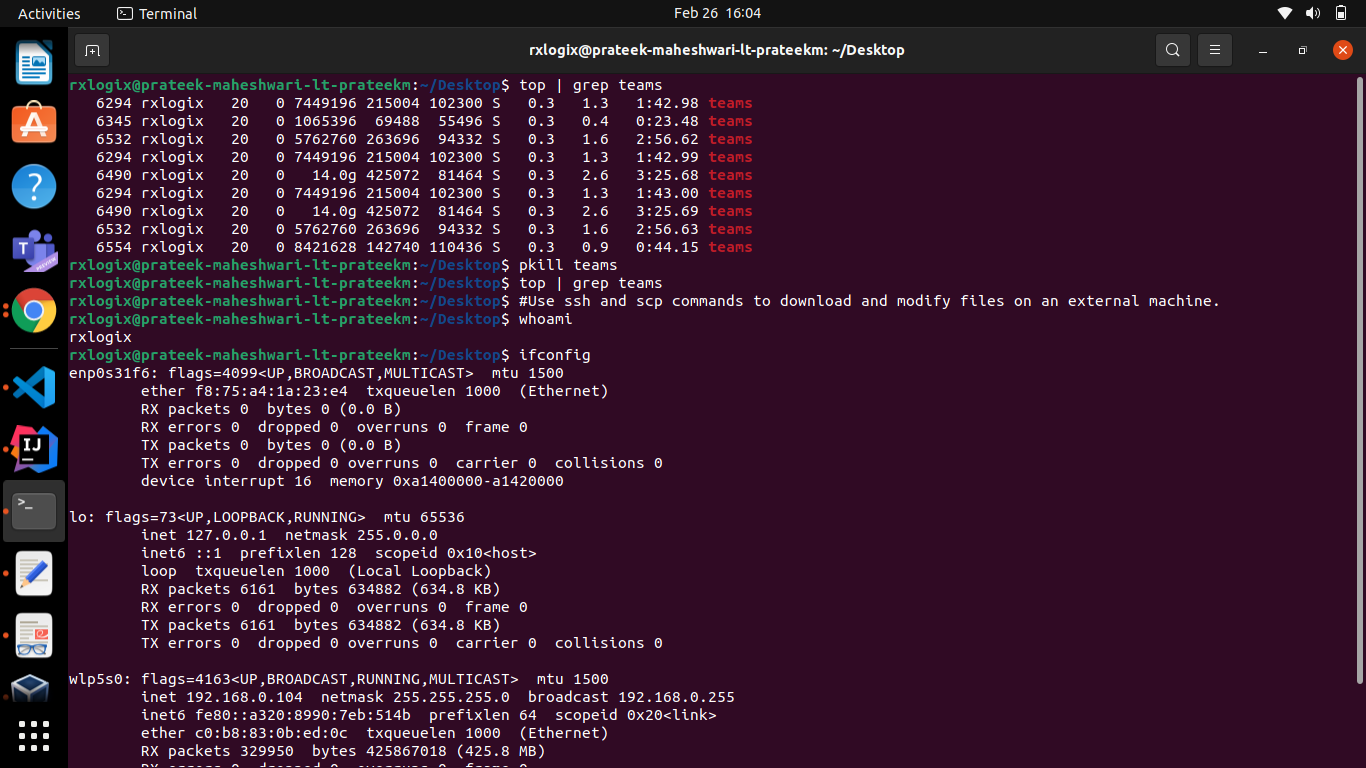 Activities
Terminal
Feb 26 16:04
rxlogix@prateek-maheshwari-lt-prateekm: ~/Desktop
rxlogix@prateek-maheshwari-lt-prateekm:~/Desktop$ top | grep teams
6294 rxlogix 20 0 7449196 215004 102300 S 0.3 1.3 1:42.98 teams
6345 rxlogix 20 0 1065396 69488 55496 S 0.3 0.4 0:23.48 teams
6532 rxlogix 20 0 5762760 263696 94332 S 0.3 1.6 2:56.62 teams
6294 rxlogix 20 0 7449196 215004 102300 S 0.3 1.3 1:42.99 teams
6490 rxlogix 20 0 14.0g 425072 81464 S 0.3 2.6 3:25.68 teams
6294 rxlogix 20 0 7449196 215004 102300 S 0.3 1.3 1:43.00 teams
6490 rxlogix 20 0 14.0g 425072 81464 S 0.3 2.6 3:25.69 teams
6532 rxlogix 20 0 5762760 263696 94332 S 0.3 1.6 2:56.63 teams
6554 rxlogix 20 0 8421628 142740 110436 S 0.3 0.9 0:44.15 teams
rxlogix@prateek-maheshwari-lt-prateekm:~/Desktop$ pkill teams
rxlogix@prateek-maheshwari-lt-prateekm:~/Desktop$ top | grep teams
rxlogix@prateek-maheshwari-lt-prateekm:~/Desktop$ #Use ssh and scp commands to download and modify files on an external machine.
rxlogix@prateek-maheshwari-lt-prateekm:~/Desktop$ whoami
rxlogix
rxlogix@prateek-maheshwari-lt-prateekm:~/Desktop$ ifconfig
enp0s31f6: flags=4099<UP,BROADCAST,MULTICAST> mtu 1500
ether f8:75:a4:1a:23:e4 txqueuelen 1000 (Ethernet)
RX packets 0 bytes 0 (0.0 B)
RX errors 0 dropped 0 overruns 0 frame 0
TX packets 0 bytes 0 (0.0 B)
TX errors 0 dropped 0 overruns 0 carrier 0 collisions 0
device interrupt 16 memory 0xa1400000-a1420000
lo: flags=73<UP,LOOPBACK,RUNNING> mtu 65536
inet 127.0.0.1 netmask 255.0.0.0
inet6 ::1 prefixlen 128 scopeid 0x10<host>
loop txqueuelen 1000 (Local Loopback)
RX packets 6161 bytes 634882 (634.8 KB)
RX errors 0 dropped 0 overruns 0 frame 0
TX packets 6161 bytes 634882 (634.8 KB)
TX errors 0 dropped 0 overruns 0 carrier 0 collisions 0
wlp5s0: flags=4163<UP,BROADCAST,RUNNING,MULTICAST> mtu 1500
inet 192.168.0.104 netmask 255.255.255.0 broadcast 192.168.0.255
inet6 fe80::a320:8990:7eb:514b prefixlen 64 scopeid 0x20<link>
ether c0:b8:83:0b:ed:0c txqueuelen 1000 (Ethernet)
RX packets 329950 bytes 425867018 (425.8 MB)